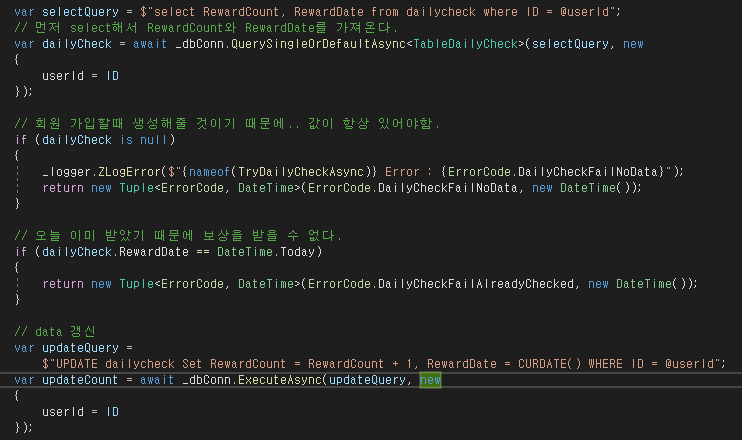 var selectQuery = $"select RewardCount, RewardDate from dailycheck where ID = @userId";
// 먼저 select해서 RewardCount와 RewardDate를 가져온다.
var dailyCheck = await _dbConn.QuerySingleOrDefaultAsync<TableDailyCheck>(selectQuery, new
{
    userId = ID
});

// 회원 가입할때 생성해줄 것이기 때문에.. 값이 항상 있어야함.
if (dailyCheck is null)
{
    _logger.ZLogError($"{nameof(TryDailyCheckAsync)} Error : {ErrorCode.DailyCheckFailNoData}");
    return new Tuple<ErrorCode, DateTime>(ErrorCode.DailyCheckFailNoData, new DateTime());
}

// 오늘 이미 받았기 때문에 보상을 받을 수 없다.
if (dailyCheck.RewardDate == DateTime.Today)
{
    return new Tuple<ErrorCode, DateTime>(ErrorCode.DailyCheckFailAlreadyChecked, new DateTime());
}

// data 갱신
var updateQuery =
    $"UPDATE dailycheck Set RewardCount = RewardCount + 1, RewardDate = CURDATE() WHERE ID = @userId";
var updateCount = await _dbConn.ExecuteAsync(updateQuery, new
{
    userId = ID
});